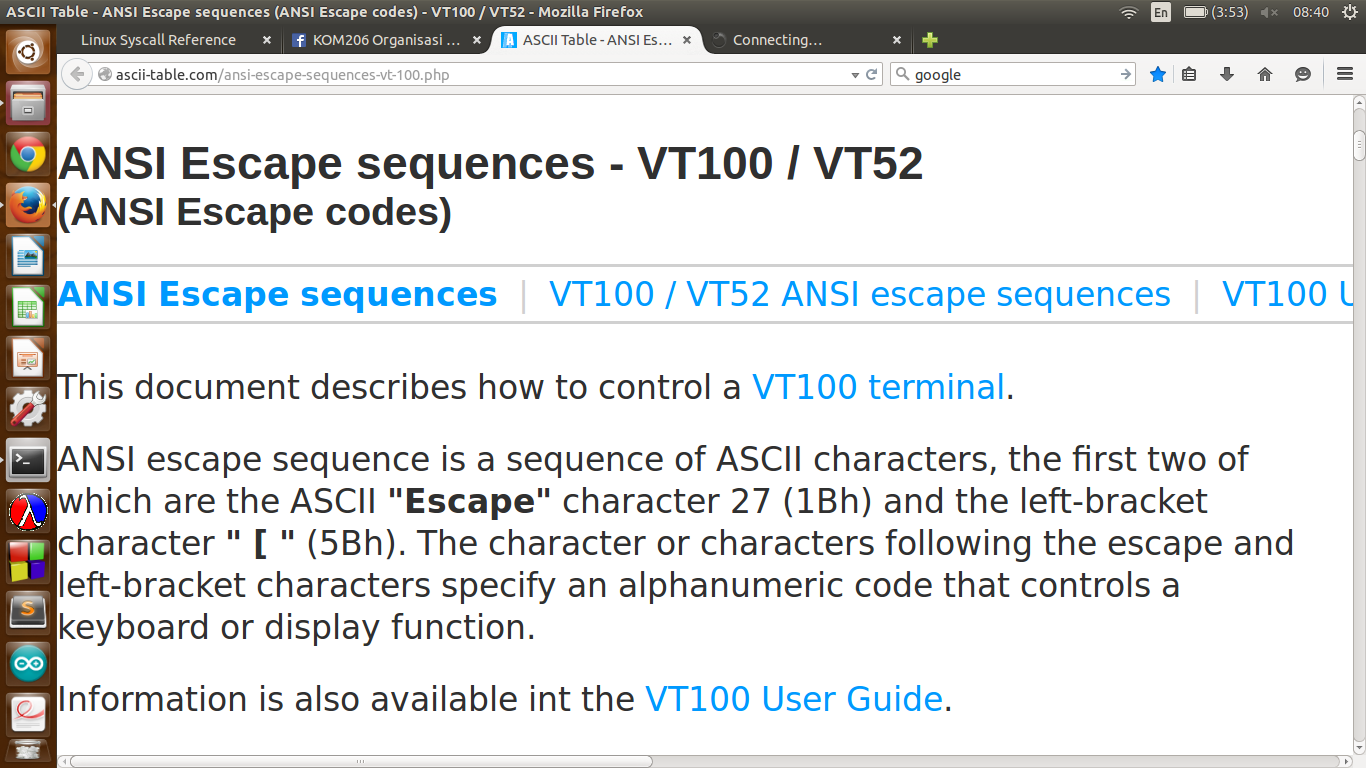 ASCII Table - ANSI Escape sequences (ANSI Escape codes) - VT100 / VT52 - Mozilla Firefox
En (3:53) 08:40
Linux Syscall Reference × KOM206 Organisasi ... × ASCII Table - ANSI Es... × Connecting... ×
ascii-table.com/ansi-escape-sequences-vt-100.php google
ANSI Escape sequences - VT100 / VT52
(ANSI Escape codes)
ANSI Escape sequences | VT100 / VT52 ANSI escape sequences | VT100 U
This document describes how to control a VT100 terminal.
ANSI escape sequence is a sequence of ASCII characters, the first two of
which are the ASCII "Escape" character 27 (1Bh) and the left-bracket
character " [ " (5Bh). The character or characters following the escape and
left-bracket characters specify an alphanumeric code that controls a
keyboard or display function.
Information is also available int the VT100 User Guide.